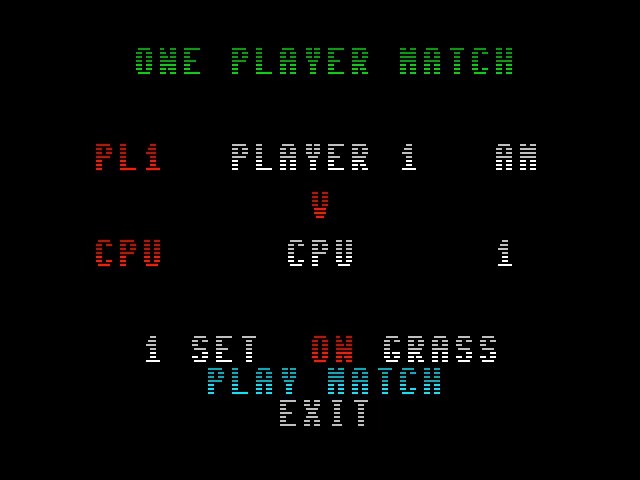 ONE PLAYER MATCH
PL1 PLAYER 1 AM
V
CPU CPU 1
1 SET ON GRASS
PLAY MATCH
EXIT